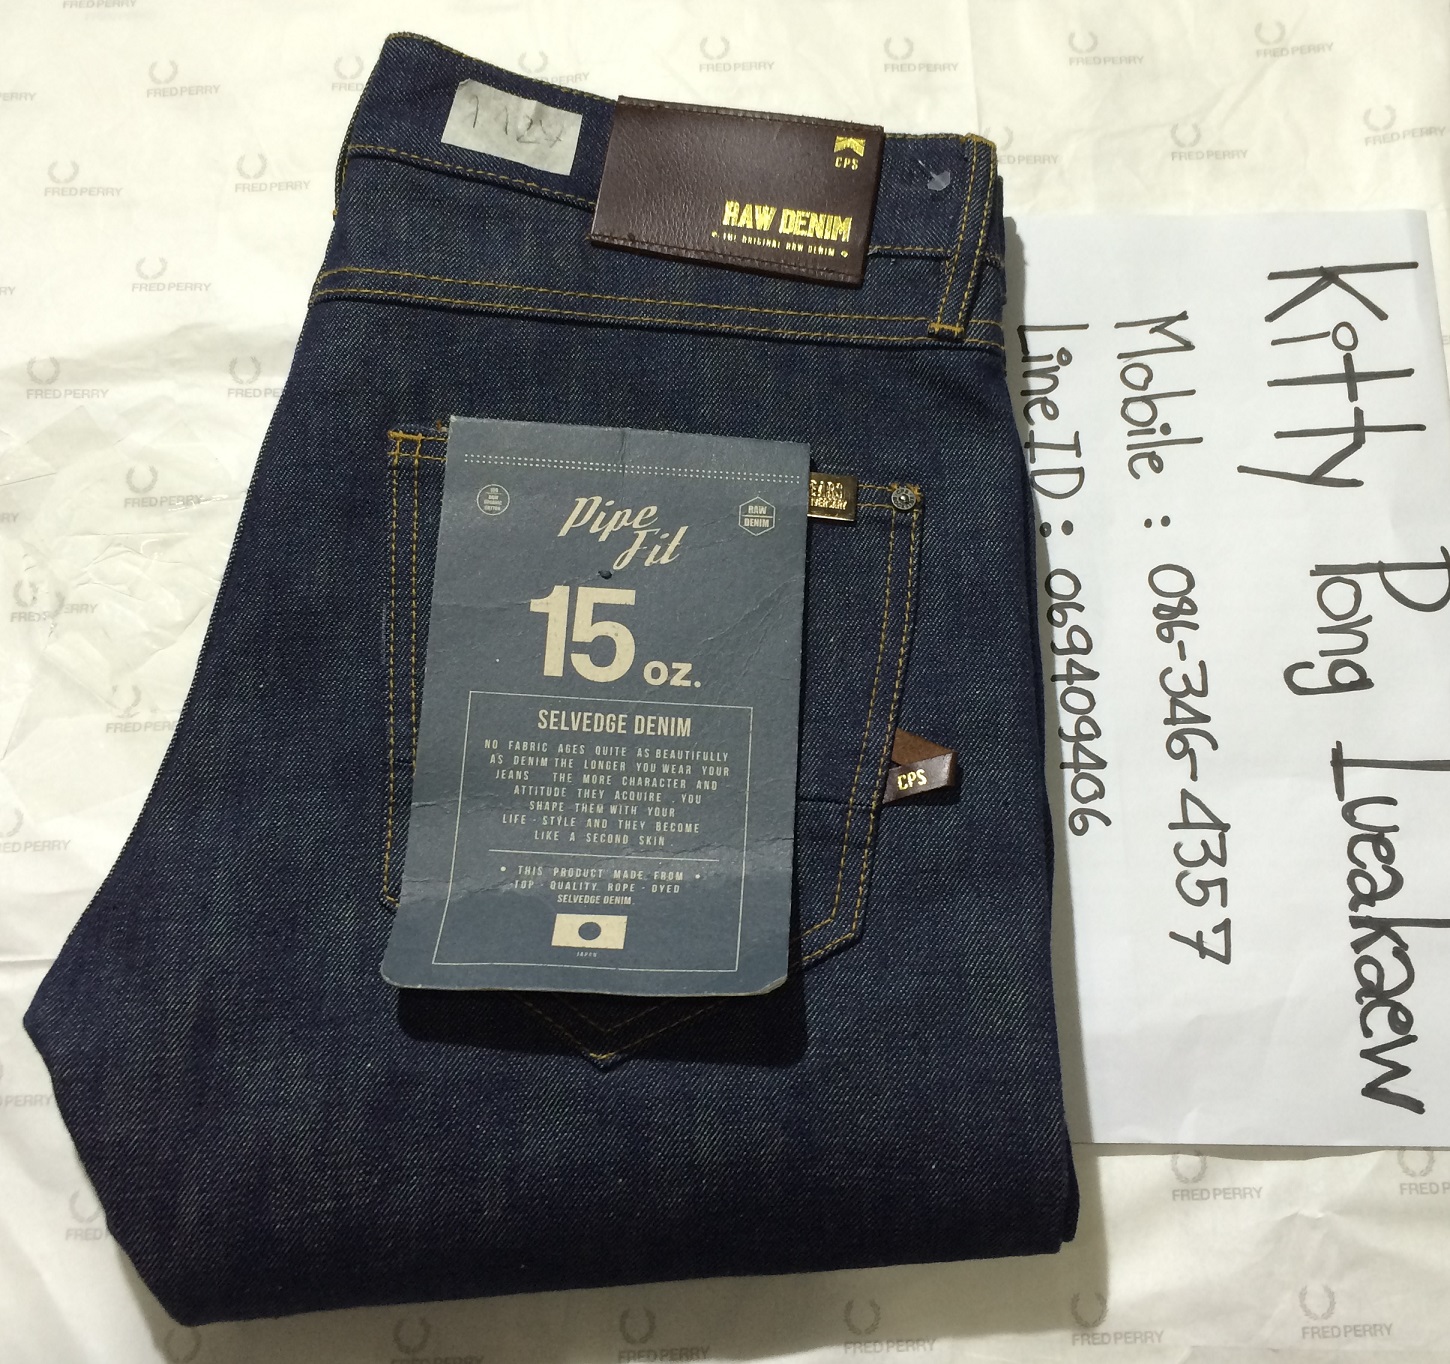 CPS
RAW DENIM
THE ORIGINAL RAW DENIM
Pipe
Fit
RAW
DENIM
15 oz.
SELVEDGE DENIM
NO FABRIC AGES QUITE AS BEAUTIFULLY
AS DENIM THE LONGER YOU WEAR YOUR
JEANS THE MORE CHARACTER AND
ATTITUDE THEY ACQUIRE . YOU
SHAPE THEM WITH YOUR
LIFE - STYLE AND THEY BECOME
LIKE A SECOND SKIN .
• THIS PRODUCT MADE FROM •
TOP - QUALITY ROPE - DYED
SELVEDGE DENIM.
JAPAN
CPS
Kitty Pong Lueakaew
Mobile : 086-346-4357
Line ID : 069409406
FRED PERRY